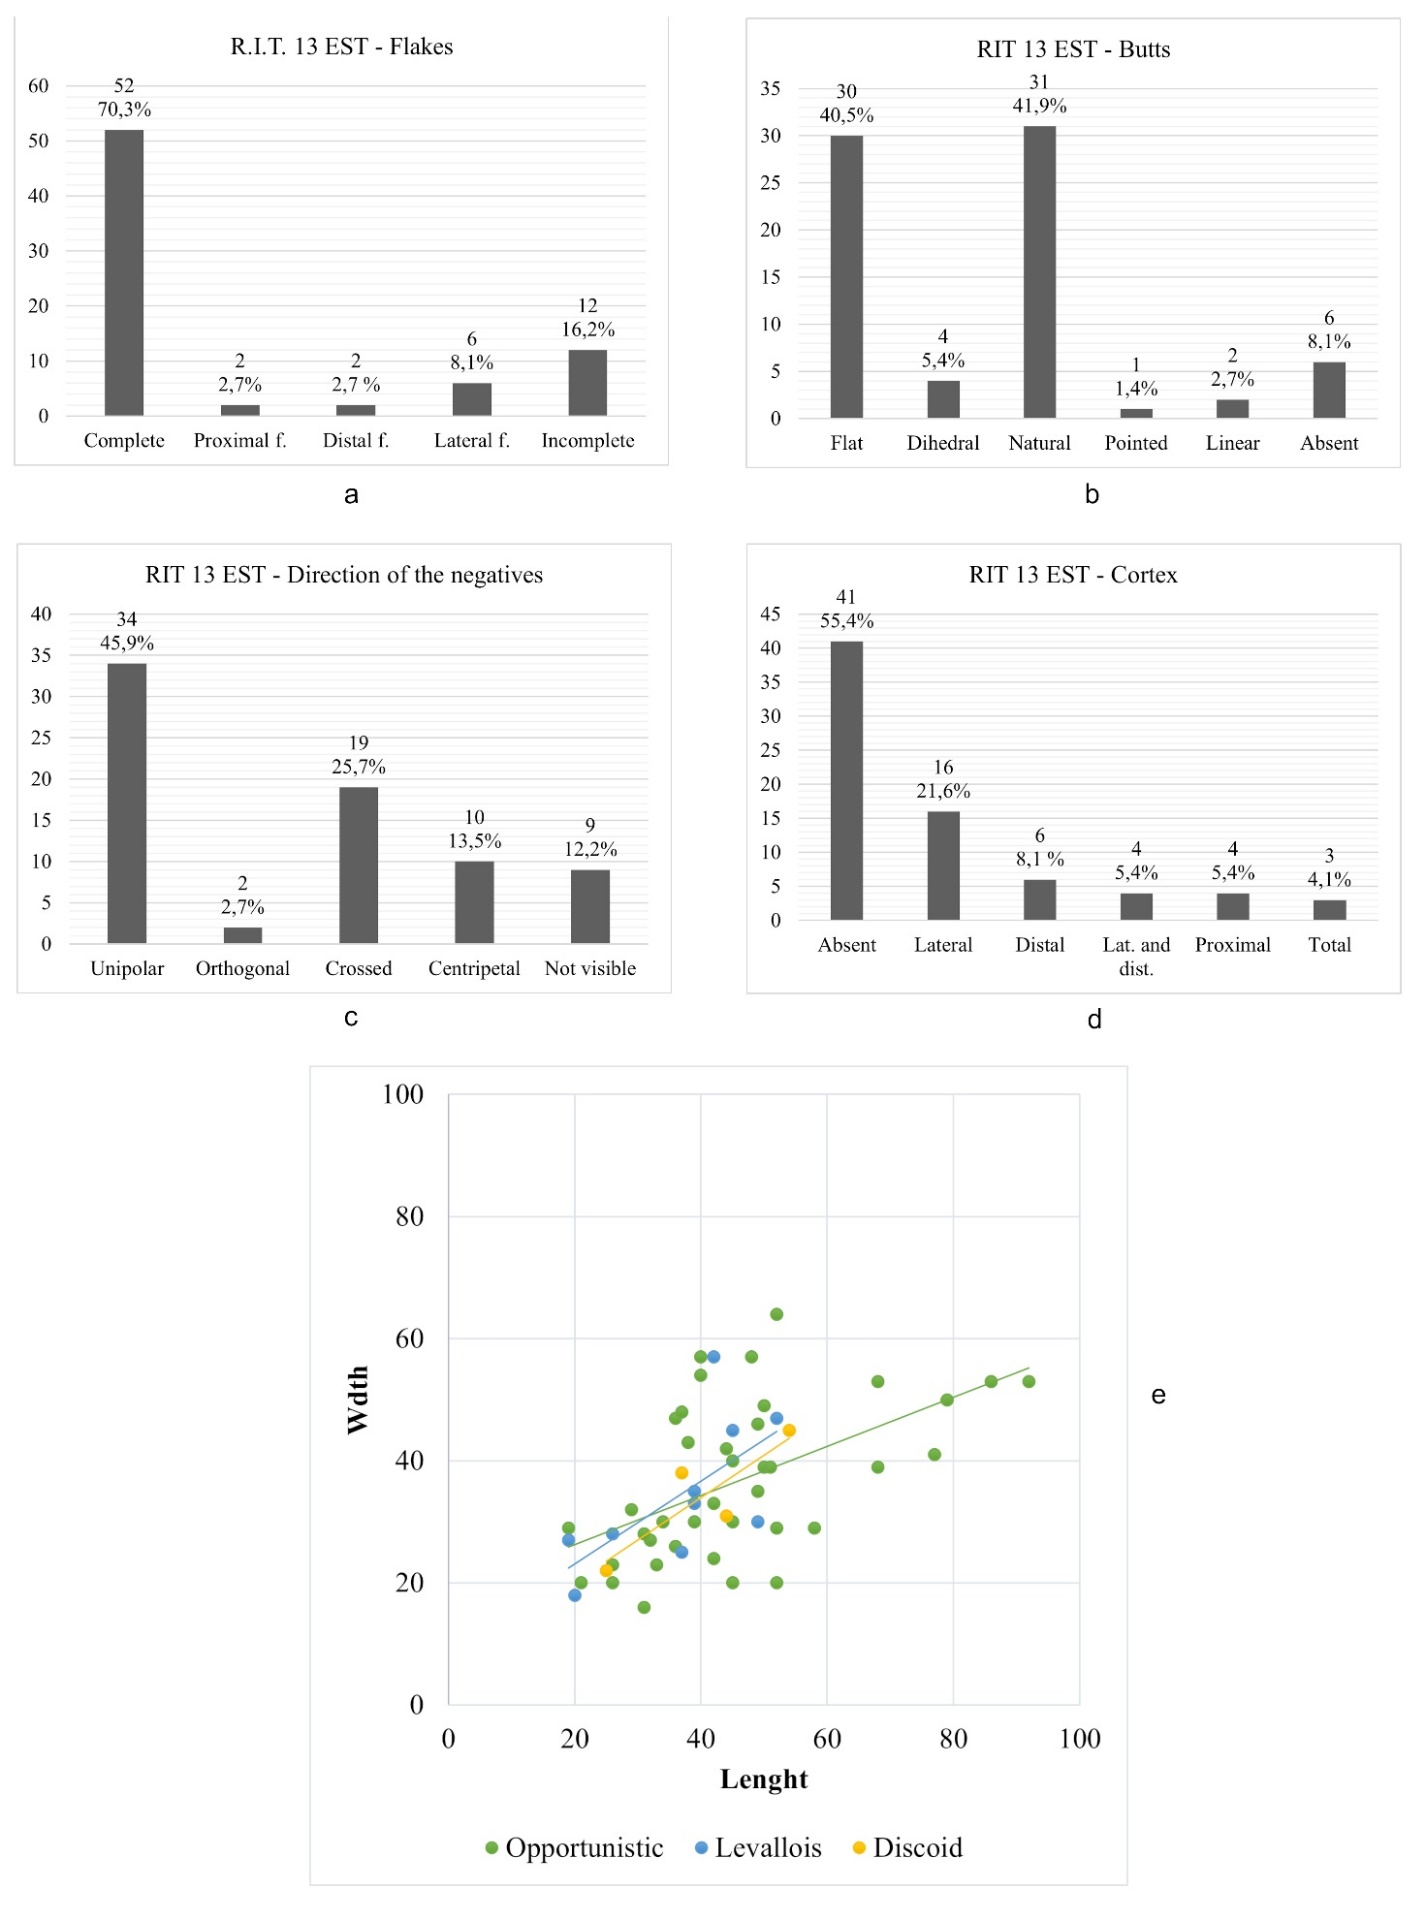 R.I.T. 13 EST - Flakes
60
50
40
30
20
10
0
52
70,3%
2
2,7%
2
2,7 %
6
8,1%
12
16,2%
Complete
Proximal f.
Distal f.
Lateral f.
Incomplete
a
RIT 13 EST - Butts
35
30
25
20
15
10
5
0
30
40,5%
4
5,4%
31
41,9%
1
1,4%
2
2,7%
6
8,1%
Flat
Dihedral
Natural
Pointed
Linear
Absent
b
RIT 13 EST - Direction of the negatives
40
35
30
25
20
15
10
5
0
34
45,9%
2
2,7%
19
25,7%
10
13,5%
9
12,2%
Unipolar
Orthogonal
Crossed
Centripetal
Not visible
c
RIT 13 EST - Cortex
45
40
35
30
25
20
15
10
5
0
41
55,4%
16
21,6%
6
8,1 %
4
5,4%
4
5,4%
3
4,1%
Absent
Lateral
Distal
Lat. and
dist.
Proximal
Total
d
100
80
60
40
20
0
Wdth
0
20
40
60
80
100
Lenght
Opportunistic
Levallois
Discoid
e